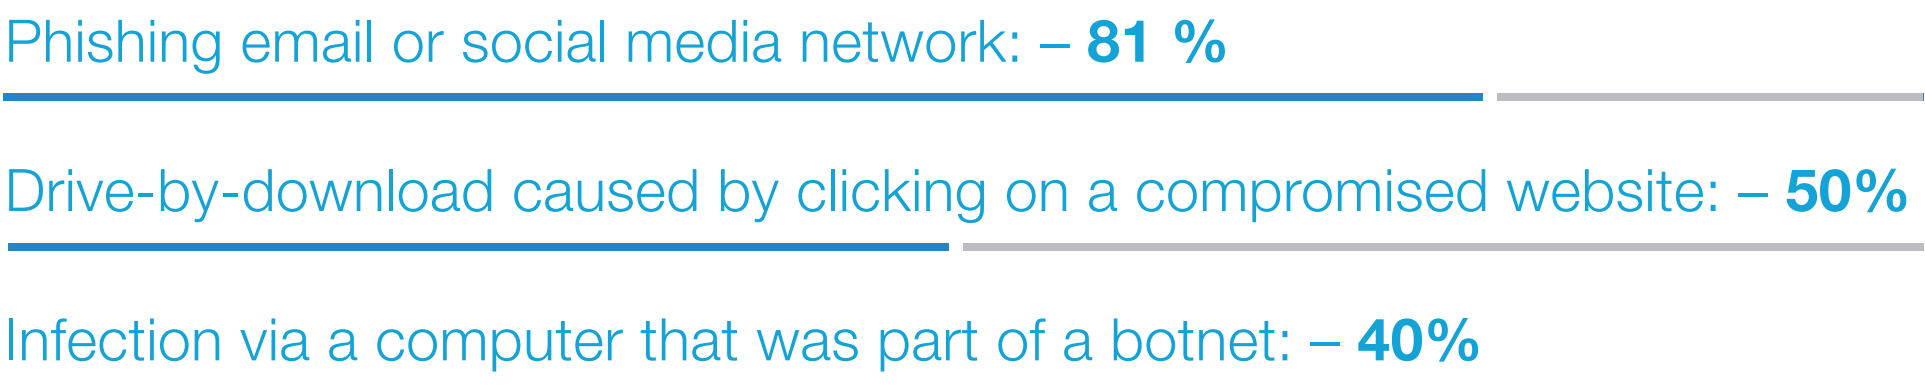 Phishing email or social media network: – 81 %
Drive-by-download caused by clicking on a compromised website: – 50%
Infection via a computer that was part of a botnet: – 40%